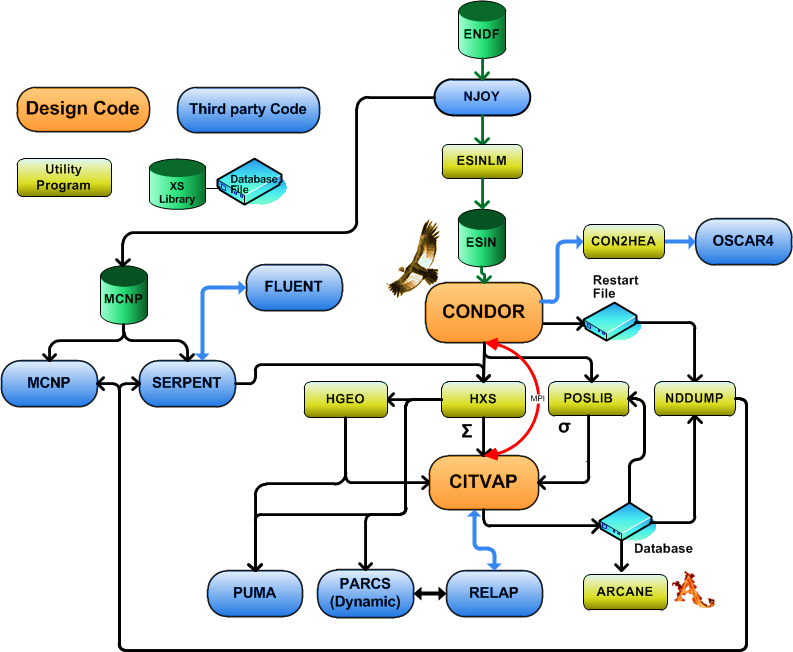 ENDF
NJOY
Design Code
Third party Code
ESINLM
Utility
Program
XS
Library
Database
File
ESIN
CON2HEA
OSCAR4
Restart
File
MCNP
FLUENT
CONDOR
MCNP
SERPENT
HGEO
HXS
MPI
POSLIB
NDDUMP
Σ
σ
CITVAP
Database
PUMA
PARCS
(Dynamic)
RELAP
ARCANE
A